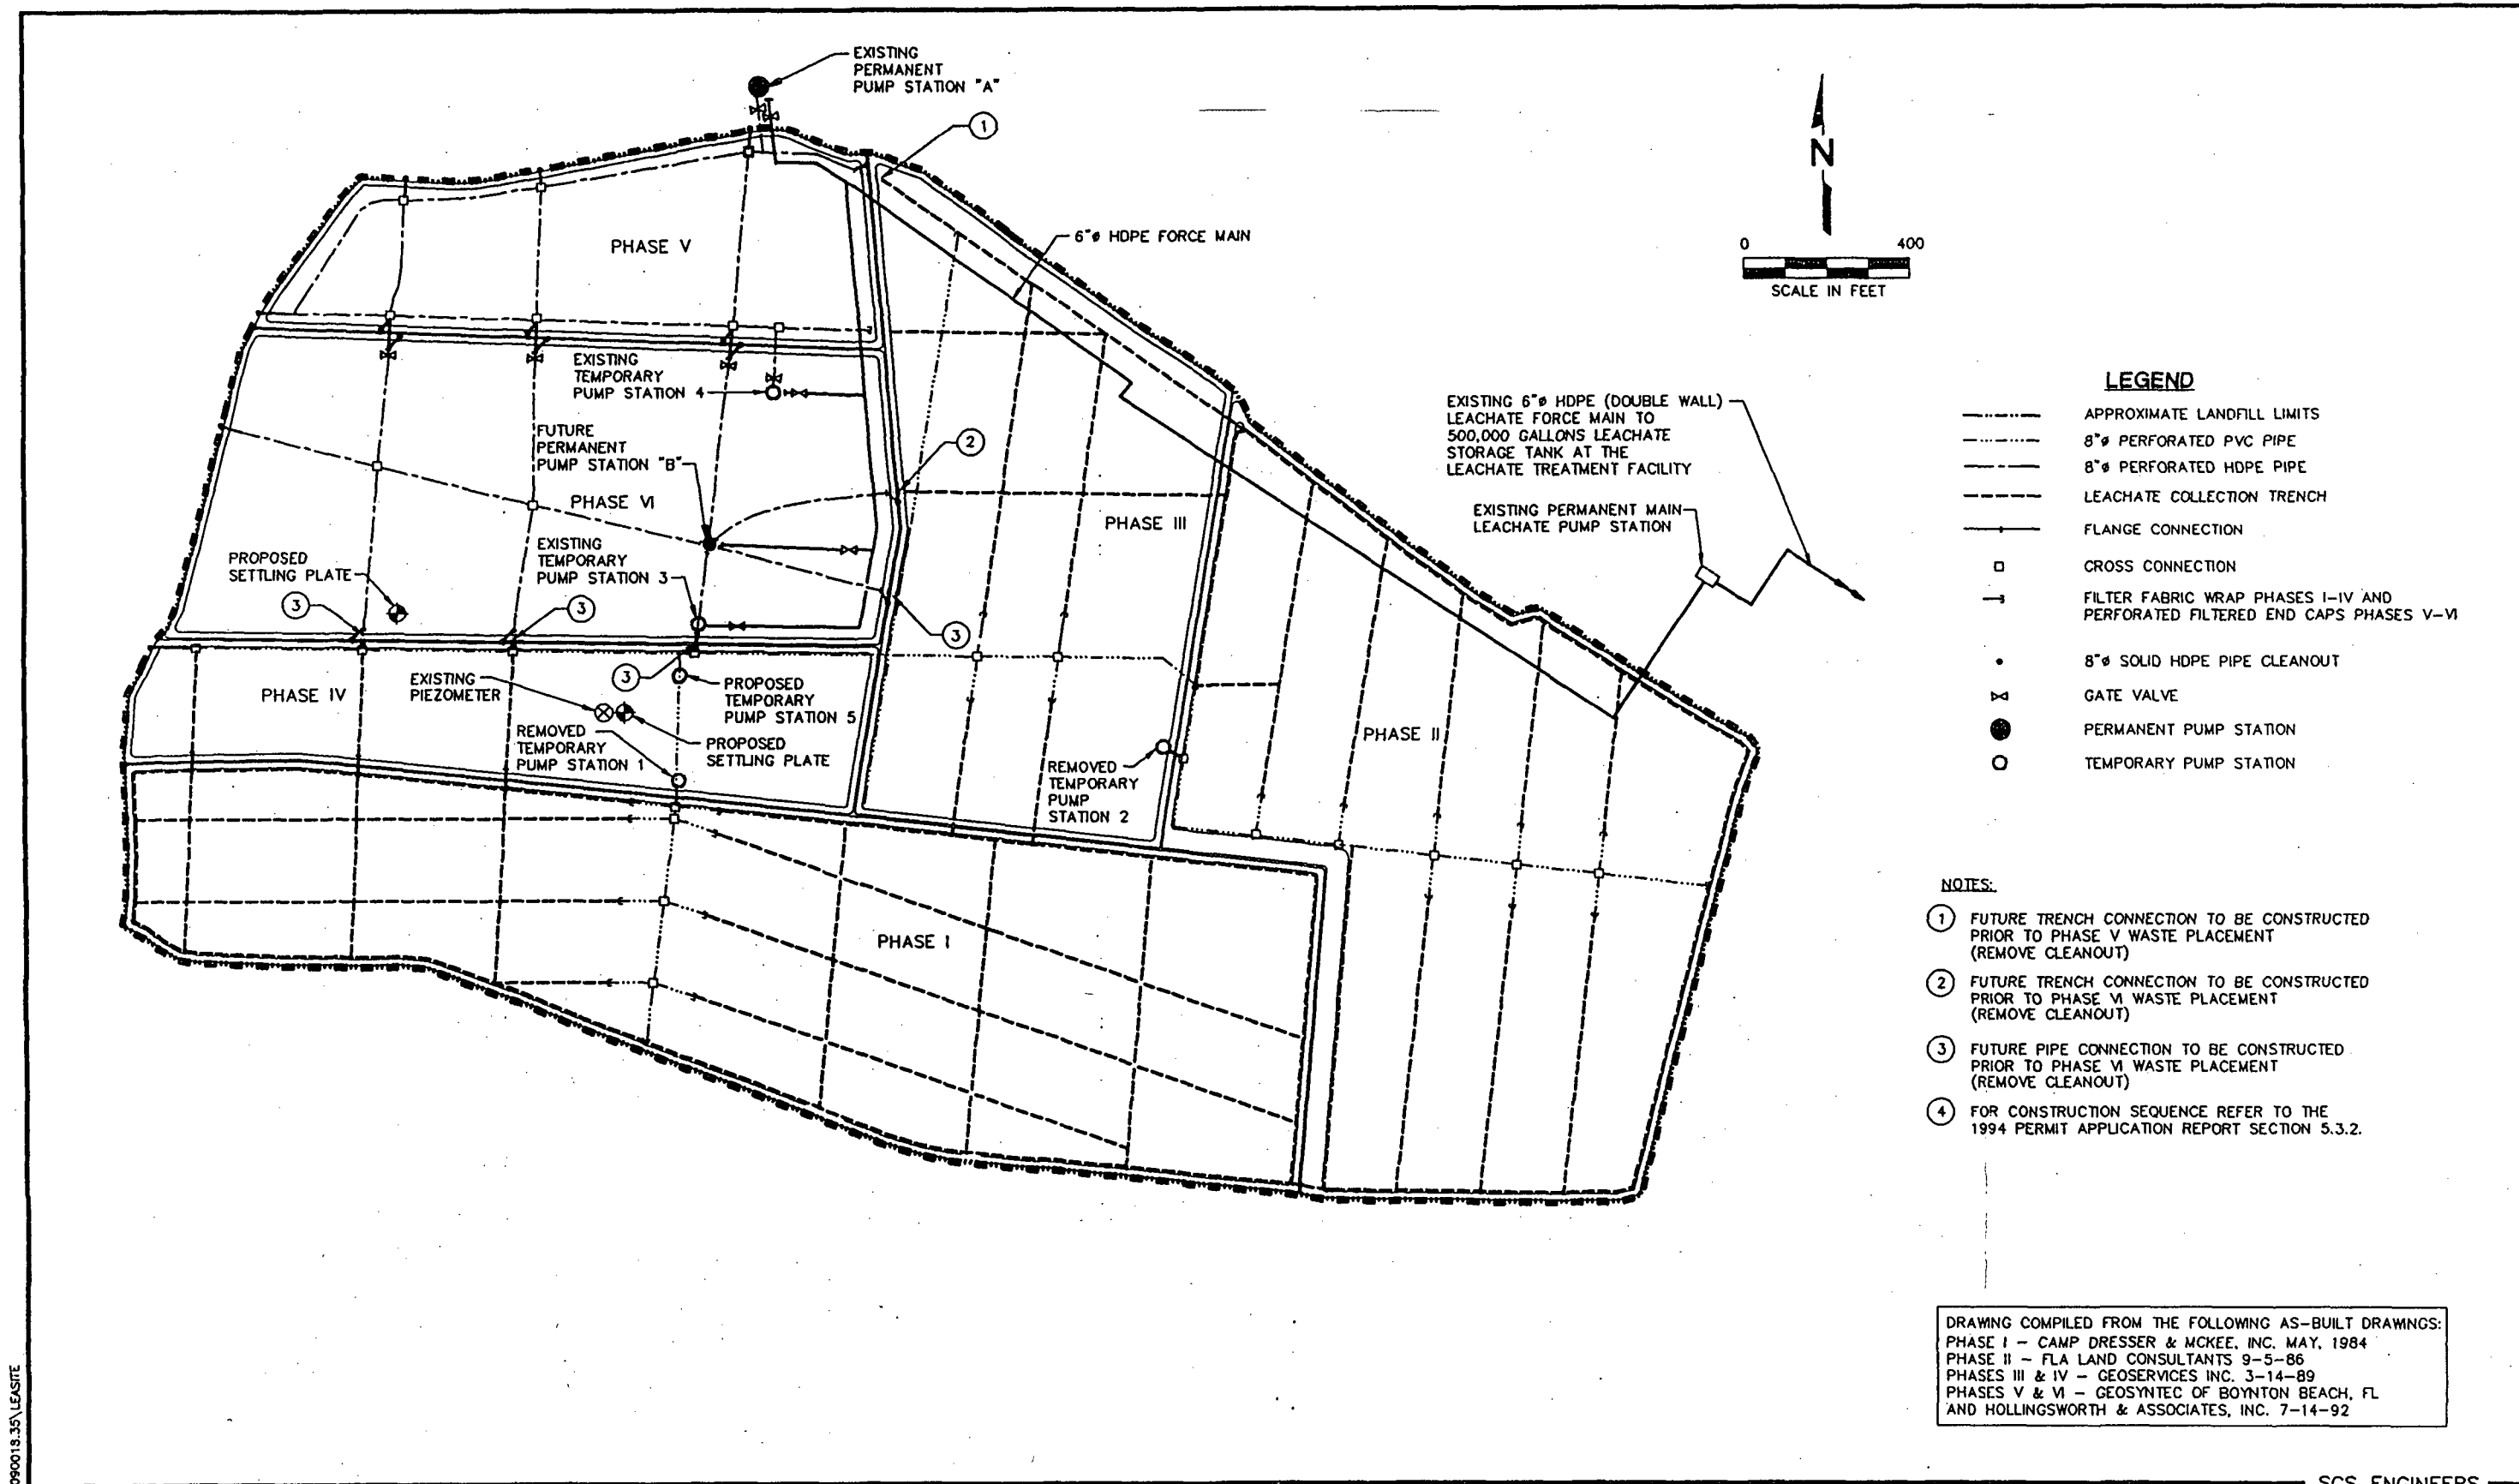 EXISTING
PERMANENT
PUMP STATION "A"
1
N
0 400
SCALE IN FEET
6"ø HDPE FORCE MAIN
PHASE V
EXISTING
TEMPORARY
PUMP STATION 4
FUTURE
PERMANENT
PUMP STATION "B"
2
PHASE VI
PHASE III
EXISTING 6"ø HDPE (DOUBLE WALL)
LEACHATE FORCE MAIN TO
500,000 GALLONS LEACHATE
STORAGE TANK AT THE
LEACHATE TREATMENT FACILITY
EXISTING PERMANENT MAIN
LEACHATE PUMP STATION
PROPOSED
SETTLING PLATE
EXISTING
TEMPORARY
PUMP STATION 3
3
3
3
3
PHASE IV
EXISTING
PIEZOMETER
PROPOSED
TEMPORARY
PUMP STATION 5
REMOVED
TEMPORARY
PUMP STATION 1
PROPOSED
SETTLING PLATE
REMOVED
TEMPORARY
PUMP
STATION 2
PHASE II
PHASE I
LEGEND
APPROXIMATE LANDFILL LIMITS
8"ø PERFORATED PVC PIPE
8"ø PERFORATED HDPE PIPE
LEACHATE COLLECTION TRENCH
FLANGE CONNECTION
CROSS CONNECTION
FILTER FABRIC WRAP PHASES I-IV AND
PERFORATED FILTERED END CAPS PHASES V-VI
8"ø SOLID HDPE PIPE CLEANOUT
GATE VALVE
PERMANENT PUMP STATION
TEMPORARY PUMP STATION
NOTES:
1 FUTURE TRENCH CONNECTION TO BE CONSTRUCTED
PRIOR TO PHASE V WASTE PLACEMENT
(REMOVE CLEANOUT)
2 FUTURE TRENCH CONNECTION TO BE CONSTRUCTED
PRIOR TO PHASE VI WASTE PLACEMENT
(REMOVE CLEANOUT)
3 FUTURE PIPE CONNECTION TO BE CONSTRUCTED
PRIOR TO PHASE VI WASTE PLACEMENT
(REMOVE CLEANOUT)
4 FOR CONSTRUCTION SEQUENCE REFER TO THE
1994 PERMIT APPLICATION REPORT SECTION 5.3.2.
DRAWING COMPILED FROM THE FOLLOWING AS-BUILT DRAWINGS:
PHASE I - CAMP DRESSER & MCKEE, INC. MAY, 1984
PHASE II - FLA LAND CONSULTANTS 9-5-86
PHASES III & IV - GEOSERVICES INC. 3-14-89
PHASES V & VI - GEOSYNTEC OF BOYNTON BEACH, FL
AND HOLLINGSWORTH & ASSOCIATES, INC. 7-14-92
090018.35\LEASITE
SCS ENGINEERS